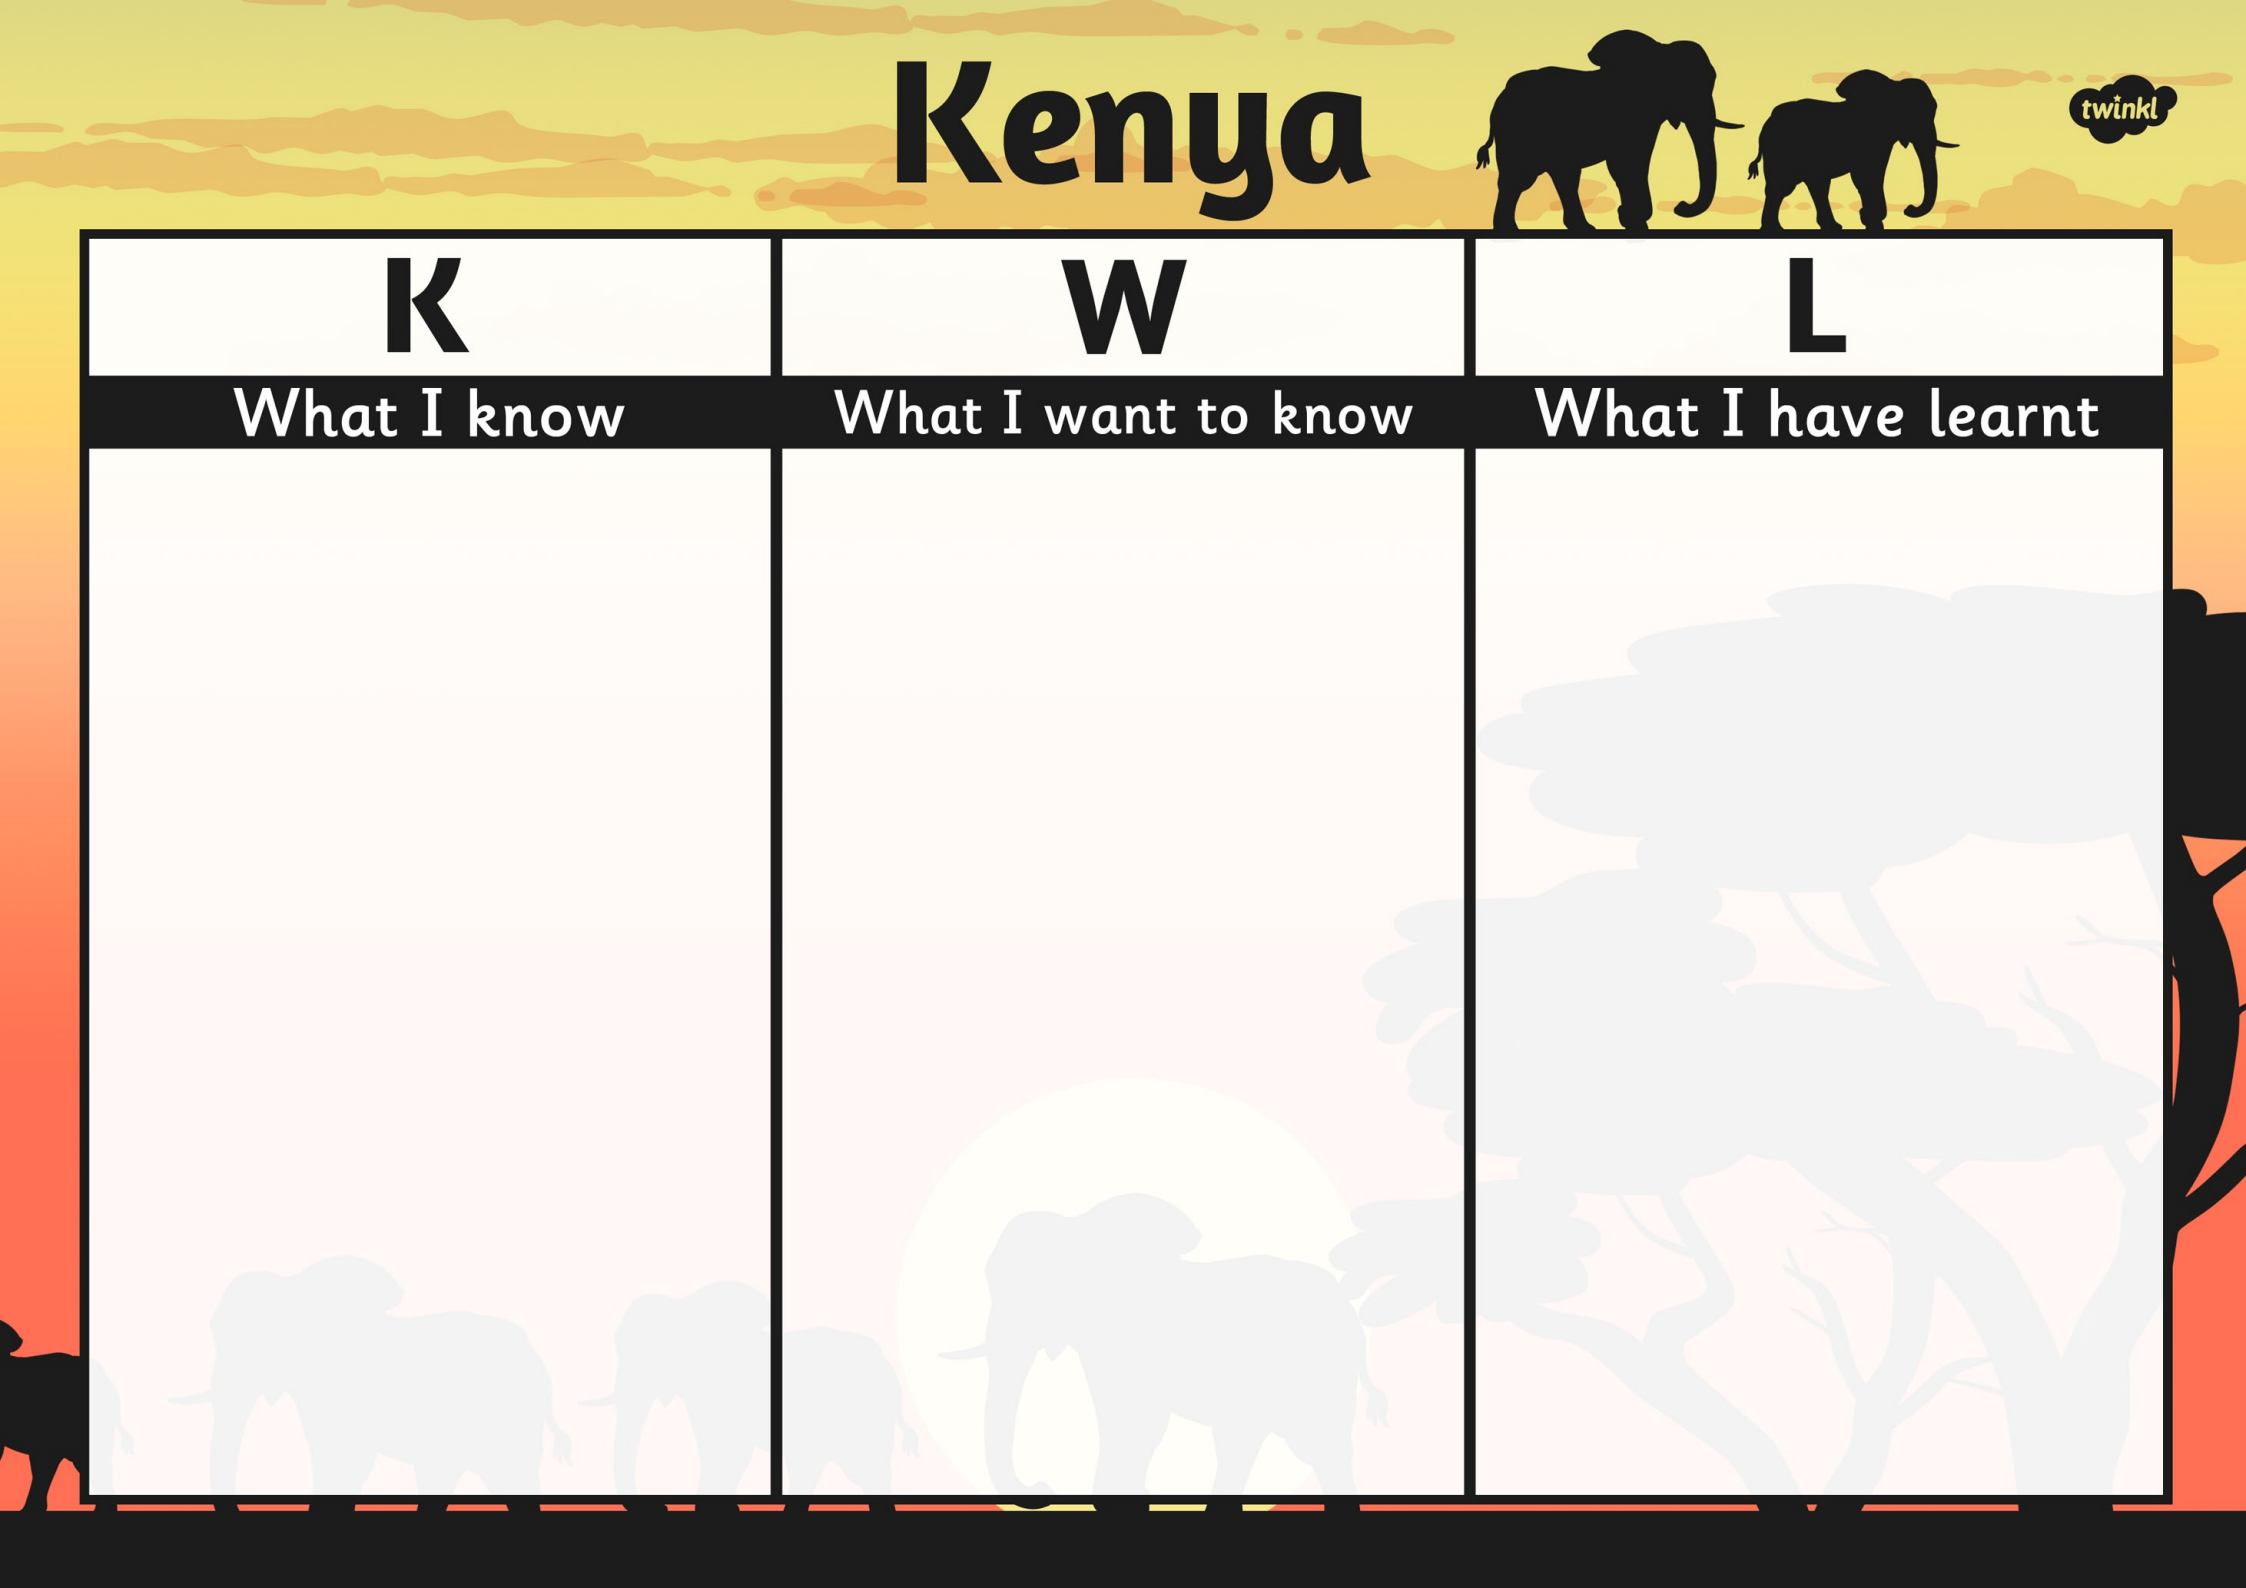 Kenya
twinkl
K
W
L
What I know
What I want to know
What I have learnt